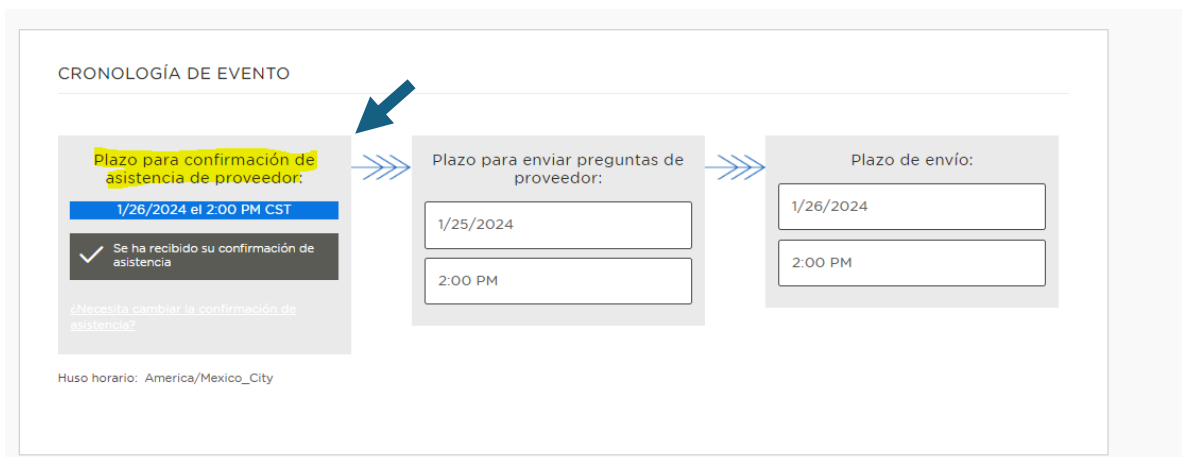 CRONOLOGÍA DE EVENTO
Plazo para confirmación de
asistencia de proveedor:
1/26/2024 el 2:00 PM CST
Se ha recibido su confirmación de
asistencia
¿Necesita cambiar la confirmación de
asistencia?
Plazo para enviar preguntas de
proveedor:
1/25/2024
2:00 PM
Plazo de envío:
1/26/2024
2:00 PM
Huso horario: America/Mexico_City